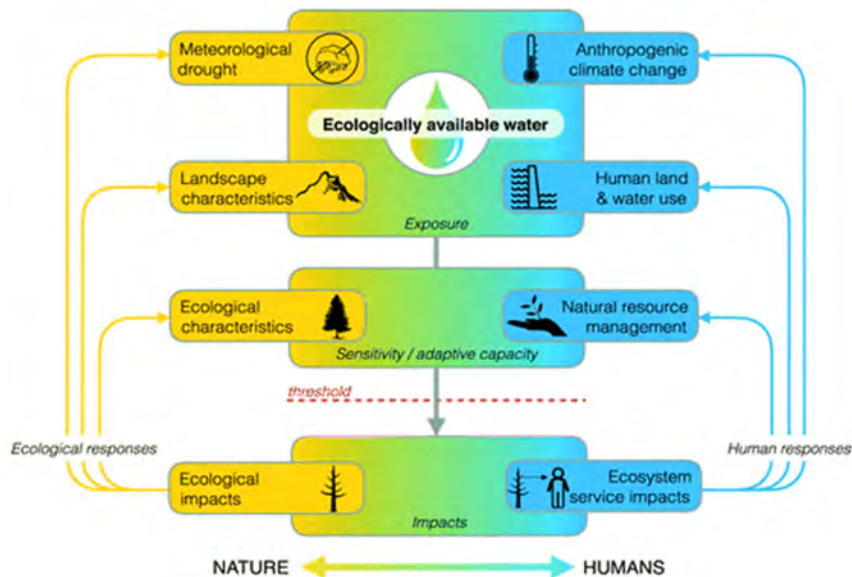 Meteorological
drought
Anthropogenic
climate change
Ecologically available water
Landscape
characteristics
Human land
& water use
Exposure
Ecological
characteristics
Natural resource
management
Sensitivity / adaptive capacity
threshold
Ecological responses
Human responses
Ecological
impacts
Ecosystem
service impacts
Impacts
NATURE
HUMANS